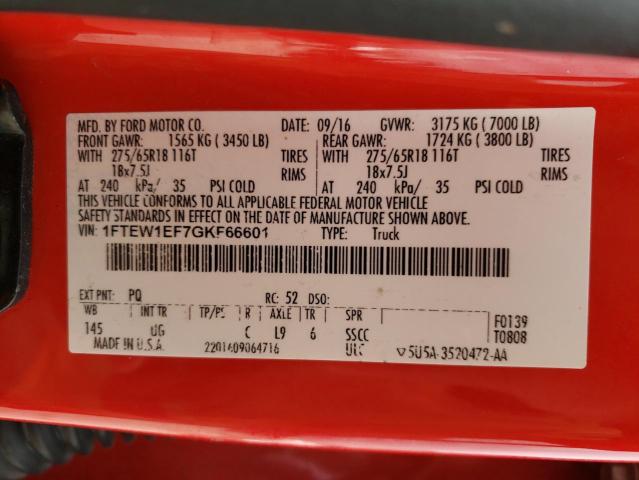 MFD. BY FORD MOTOR CO. DATE: 09/16 GVWR: 3175 KG ( 7000 LB)
FRONT GAWR: 1565 KG ( 3450 LB) REAR GAWR: 1724 KG ( 3800 LB)
WITH 275/65R18 116T TIRES WITH 275/65R18 116T TIRES
18x7.5J RIMS 18x7.5J RIMS
AT 240 kPa/ 35 PSI COLD AT 240 kPa/ 35 PSI COLD
THIS VEHICLE CONFORMS TO ALL APPLICABLE FEDERAL MOTOR VEHICLE
SAFETY STANDARDS IN EFFECT ON THE DATE OF MANUFACTURE SHOWN ABOVE.
VIN: 1FTEW1EF7GKF66601 TYPE: Truck
EXT PNT: PQ RC: 52 DSO:
WB INT TR TP/PS R AXLE TR SPR F0139
145 UG C L9 6 SSCC T0808
MADE IN U.S.A. 2201609064716 5U5A-3520472-AA